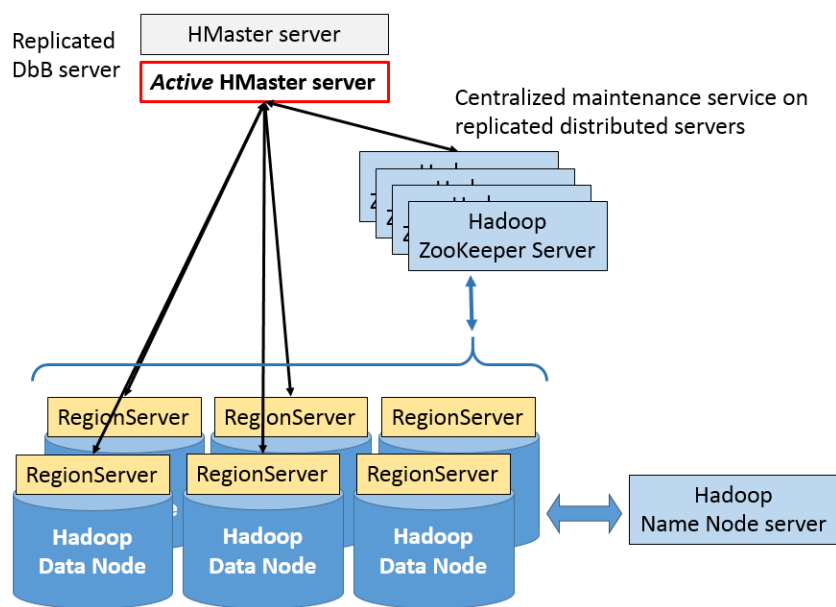 Replicated
DbB server
HMaster server
Active HMaster server
Centralized maintenance service on
replicated distributed servers
Hadoop
ZooKeeper Server
RegionServer
RegionServer
RegionServer
RegionServer
RegionServer
RegionServer
Hadoop
Data Node
Hadoop
Data Node
Hadoop
Data Node
Hadoop
Name Node server